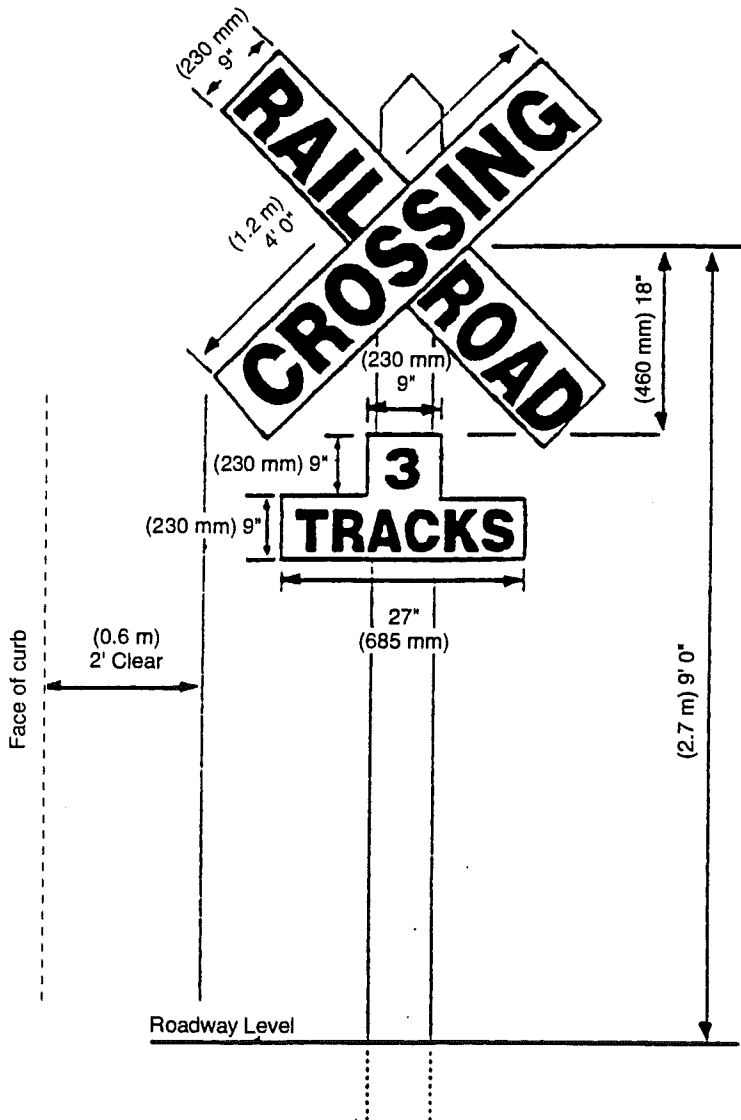 (230 mm)
9"
RAIL
CROSSING
ROAD
(1.2 m)
4' 0"
(460 mm) 18"
(230 mm)
9"
(230 mm) 9"
3
(230 mm) 9"
TRACKS
27"
(685 mm)
(0.6 m)
2' Clear
Face of curb
(2.7 m) 9' 0"
Roadway Level